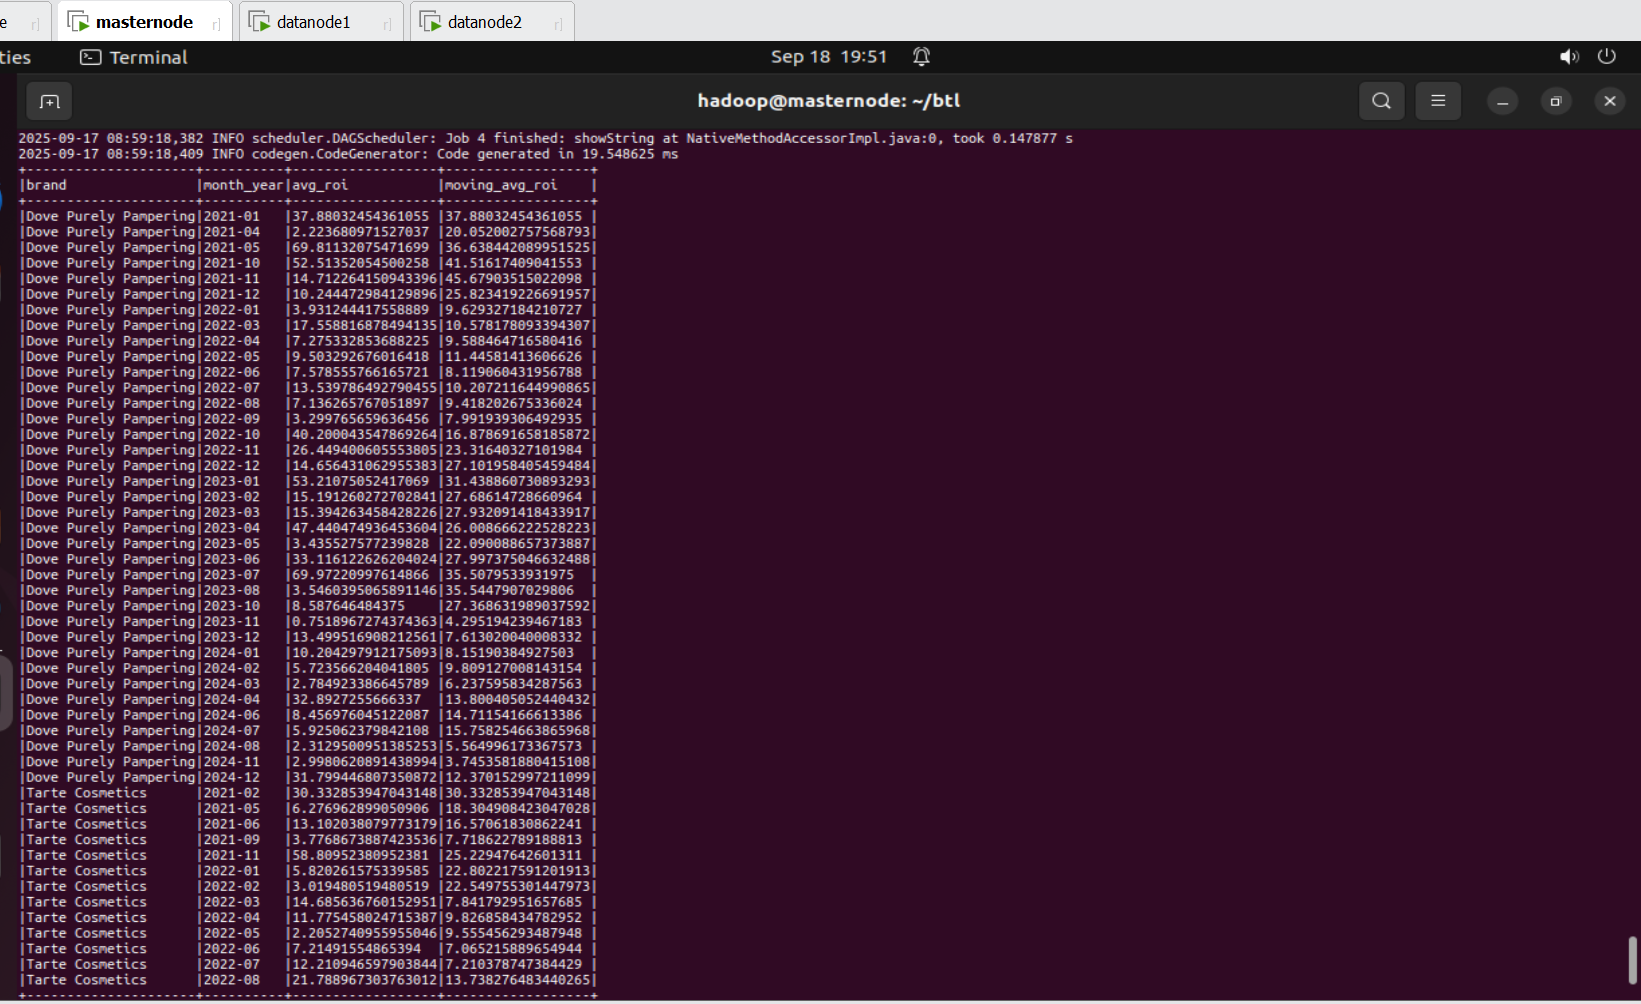 e
masternode
datanode1
datanode2
ties
Terminal
Sep 18 19:51
hadoop@masternode: ~/btl
2025-09-17 08:59:18,382 INFO scheduler.DAGScheduler: Job 4 finished: showString at NativeMethodAccessorImpl.java:0, took 0.147877 s
2025-09-17 08:59:18,409 INFO codegen.CodeGenerator: Code generated in 19.548625 ms
+---------------------+----------+------------------+------------------+
|brand                |month_year|avg_roi           |moving_avg_roi    |
+---------------------+----------+------------------+------------------+
|Dove Purely Pampering|2021-01   |37.88032454361055 |37.88032454361055 |
|Dove Purely Pampering|2021-04   |2.223680971527037 |20.052002757568793|
|Dove Purely Pampering|2021-05   |69.81132075471699 |36.638442089951525|
|Dove Purely Pampering|2021-10   |52.51352054500258 |41.51617409041553 |
|Dove Purely Pampering|2021-11   |14.712264150943396|45.67903515022098 |
|Dove Purely Pampering|2021-12   |10.244472984129896|25.823419226691957|
|Dove Purely Pampering|2022-01   |3.931244417558889 |9.629327184210727 |
|Dove Purely Pampering|2022-03   |17.558816878494135|10.578178093394307|
|Dove Purely Pampering|2022-04   |7.275332853688225 |9.588464716580416 |
|Dove Purely Pampering|2022-05   |9.503292676016418 |11.44581413606626 |
|Dove Purely Pampering|2022-06   |7.578555766165721 |8.119060431956788 |
|Dove Purely Pampering|2022-07   |13.539786492790455|10.207211644990865|
|Dove Purely Pampering|2022-08   |7.136265767051897 |9.418202675336024 |
|Dove Purely Pampering|2022-09   |3.299765659636456 |7.991939306492935 |
|Dove Purely Pampering|2022-10   |40.200043547869264|16.878691658185872|
|Dove Purely Pampering|2022-11   |26.449400605553805|23.31640327101984 |
|Dove Purely Pampering|2022-12   |14.656431062955383|27.101958405459484|
|Dove Purely Pampering|2023-01   |53.21075052417069 |31.438860730893293|
|Dove Purely Pampering|2023-02   |15.191260272702841|27.68614728660964 |
|Dove Purely Pampering|2023-03   |15.394263458428226|27.932091418433917|
|Dove Purely Pampering|2023-04   |47.440474936453604|26.008666222528223|
|Dove Purely Pampering|2023-05   |3.435527577239828 |22.090088657373887|
|Dove Purely Pampering|2023-06   |33.116122626204024|27.997375046632488|
|Dove Purely Pampering|2023-07   |69.97220997614866 |35.5079533931975  |
|Dove Purely Pampering|2023-08   |3.5460395065891146|35.5447907029806  |
|Dove Purely Pampering|2023-10   |8.587646484375    |27.368631989037592|
|Dove Purely Pampering|2023-11   |0.7518967274374363|4.295194239467183 |
|Dove Purely Pampering|2023-12   |13.499516908212561|7.613020040008332 |
|Dove Purely Pampering|2024-01   |10.204297912175093|8.15190384927503  |
|Dove Purely Pampering|2024-02   |5.723566204041805 |9.809127008143154 |
|Dove Purely Pampering|2024-03   |2.784923386645789 |6.237595834287563 |
|Dove Purely Pampering|2024-04   |32.8927255666337  |13.800405052440432|
|Dove Purely Pampering|2024-06   |8.456976045122087 |14.71154166613386 |
|Dove Purely Pampering|2024-07   |5.925062379842108 |15.758254663865968|
|Dove Purely Pampering|2024-08   |2.3129500951385253|5.564996173367573 |
|Dove Purely Pampering|2024-11   |2.9980620891438994|3.7453581880415108|
|Dove Purely Pampering|2024-12   |31.799446807350872|12.370152997211099|
|Tarte Cosmetics      |2021-02   |30.332853947043148|30.332853947043148|
|Tarte Cosmetics      |2021-05   |6.276962899050906 |18.304908423047028|
|Tarte Cosmetics      |2021-06   |13.102038079773179|16.57061830862241 |
|Tarte Cosmetics      |2021-09   |3.7768673887423536|7.718622789188813 |
|Tarte Cosmetics      |2021-11   |58.80952380952381 |25.22947642601311 |
|Tarte Cosmetics      |2022-01   |5.820261575339585 |22.802217591201913|
|Tarte Cosmetics      |2022-02   |3.019480519480519 |22.549755301447973|
|Tarte Cosmetics      |2022-03   |14.685636760152951|7.841792951657685 |
|Tarte Cosmetics      |2022-04   |11.775458024715387|9.826858434782952 |
|Tarte Cosmetics      |2022-05   |2.2052740955955046|9.555456293487948 |
|Tarte Cosmetics      |2022-06   |7.21491554865394  |7.065215889654944 |
|Tarte Cosmetics      |2022-07   |12.210946597903844|7.210378747384429 |
|Tarte Cosmetics      |2022-08   |21.788967303763012|13.738276483440265|
+---------------------+----------+------------------+------------------+